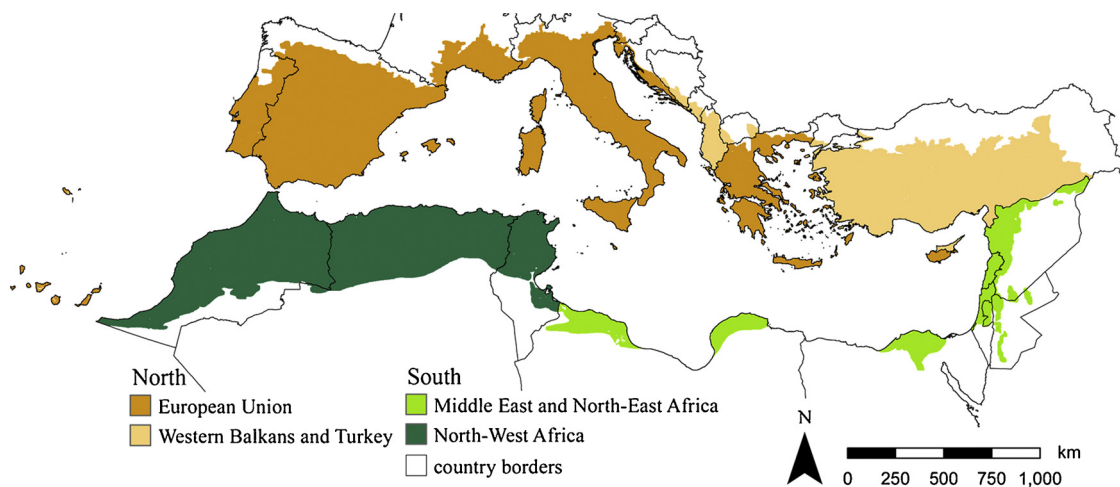 North
European Union
Western Balkans and Turkey
South
Middle East and North-East Africa
North-West Africa
country borders
N
km
0 250 500 750 1,000